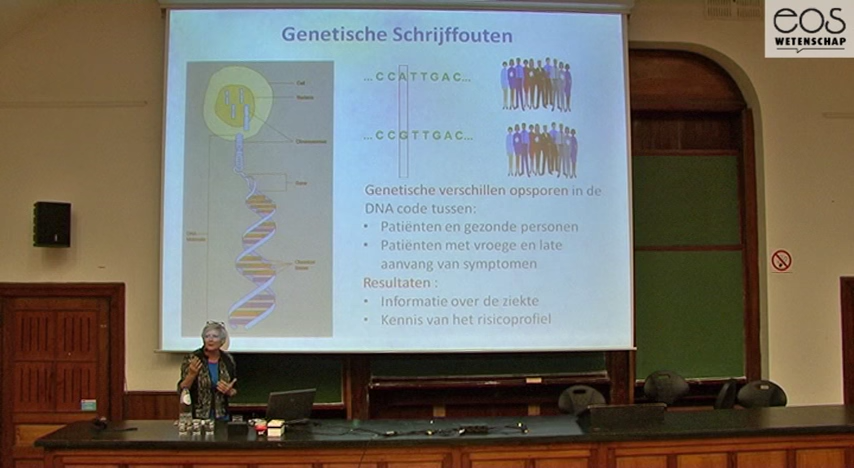 eos
WETENSCHAP
Genetische Schrijffouten
...CCATTGAC...
...CCGTTGAC...
Genetische verschillen opsporen in de
DNA code tussen:
• Patiënten en gezonde personen
• Patiënten met vroege en late
aanvang van symptomen
Resultaten :
• Informatie over de ziekte
• Kennis van het risicoprofiel